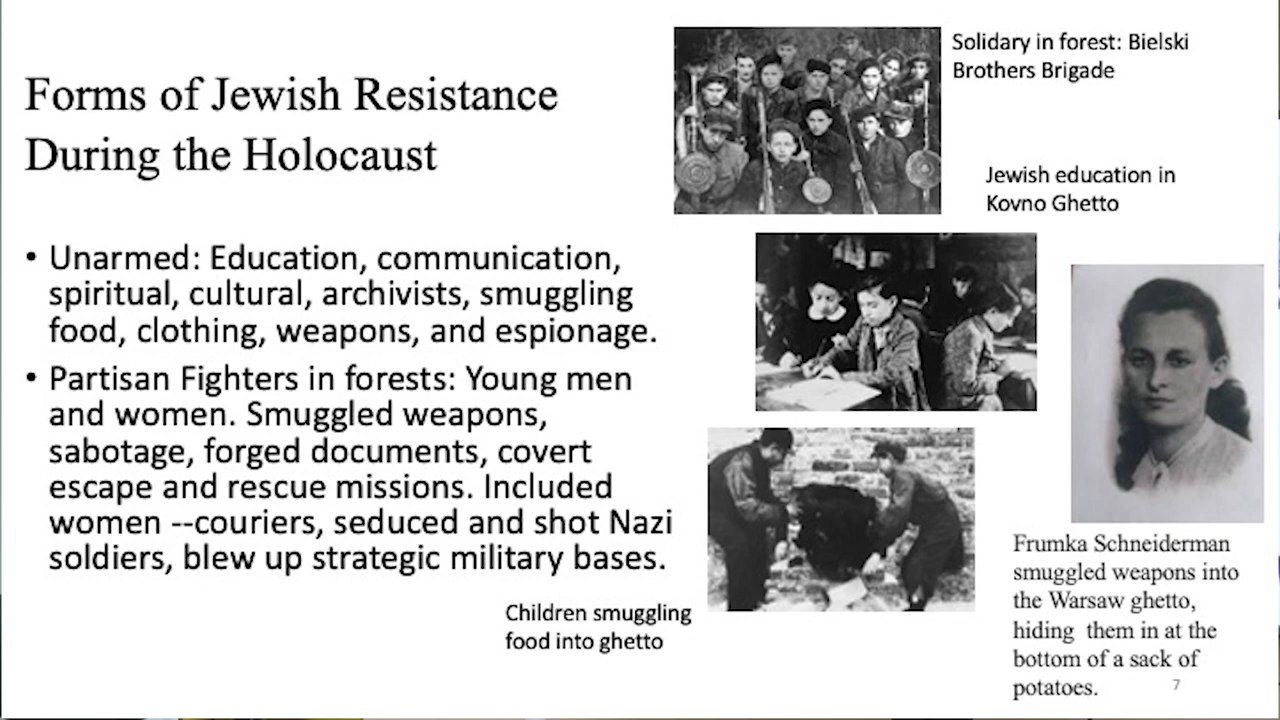 Forms of Jewish Resistance
During the Holocaust
• Unarmed: Education, communication,
spiritual, cultural, archivists, smuggling
food, clothing, weapons, and espionage.
• Partisan Fighters in forests: Young men
and women. Smuggled weapons,
sabotage, forged documents, covert
escape and rescue missions. Included
women --couriers, seduced and shot Nazi
soldiers, blew up strategic military bases.
Solidary in forest: Bielski
Brothers Brigade
Jewish education in
Kovno Ghetto
Children smuggling
food into ghetto
Frumka Schneiderman
smuggled weapons into
the Warsaw ghetto,
hiding  them in at the
bottom of a sack of
potatoes.
7